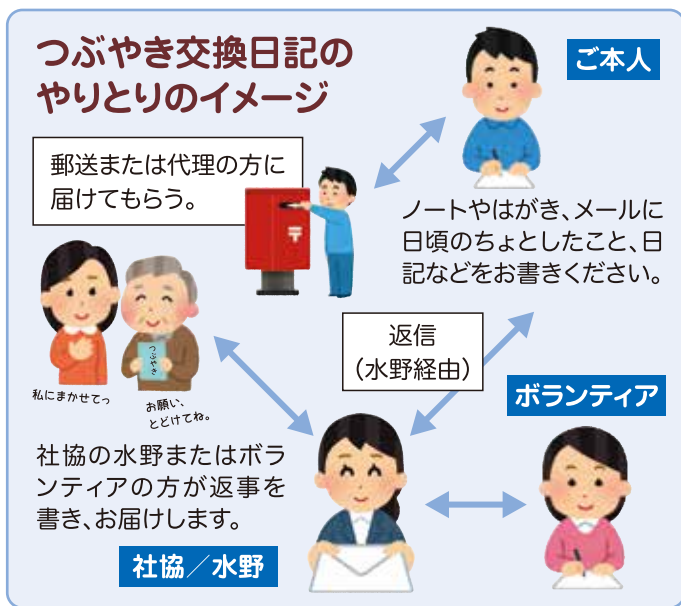 つぶやき交換日記の
やりとりのイメージ
ご本人
郵送または代理の方に
届けてもらう。
〒
ノートやはがき、メールに
日頃のちょとしたこと、日
記などをお書きください。
つぶやき
私にまかせてっ
お願い、
とどけてね。
返信
（水野経由）
ボランティア
社協の水野またはボラ
ンティアの方が返事を
書き、お届けします。
社協／水野